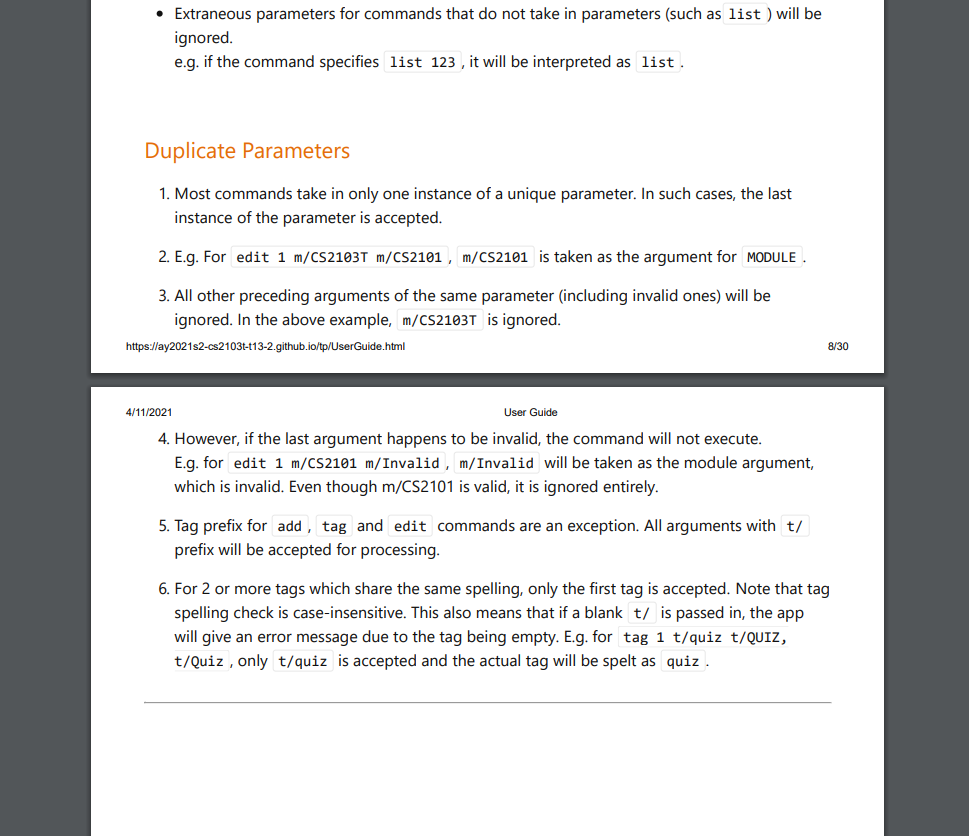 • Extraneous parameters for commands that do not take in parameters (such as list ) will be
ignored.
e.g. if the command specifies list 123 , it will be interpreted as list .
Duplicate Parameters
1. Most commands take in only one instance of a unique parameter. In such cases, the last
instance of the parameter is accepted.
2. E.g. For edit 1 m/CS2103T m/CS2101 , m/CS2101 is taken as the argument for MODULE .
3. All other preceding arguments of the same parameter (including invalid ones) will be
ignored. In the above example, m/CS2103T is ignored.
https://ay2021s2-cs2103t-t13-2.github.io/tp/UserGuide.html 8/30
4/11/2021 User Guide
4. However, if the last argument happens to be invalid, the command will not execute.
E.g. for edit 1 m/CS2101 m/Invalid , m/Invalid will be taken as the module argument,
which is invalid. Even though m/CS2101 is valid, it is ignored entirely.
5. Tag prefix for add , tag and edit commands are an exception. All arguments with t/
prefix will be accepted for processing.
6. For 2 or more tags which share the same spelling, only the first tag is accepted. Note that tag
spelling check is case-insensitive. This also means that if a blank t/ is passed in, the app
will give an error message due to the tag being empty. E.g. for tag 1 t/quiz t/QUIZ,
t/Quiz , only t/quiz is accepted and the actual tag will be spelt as quiz .